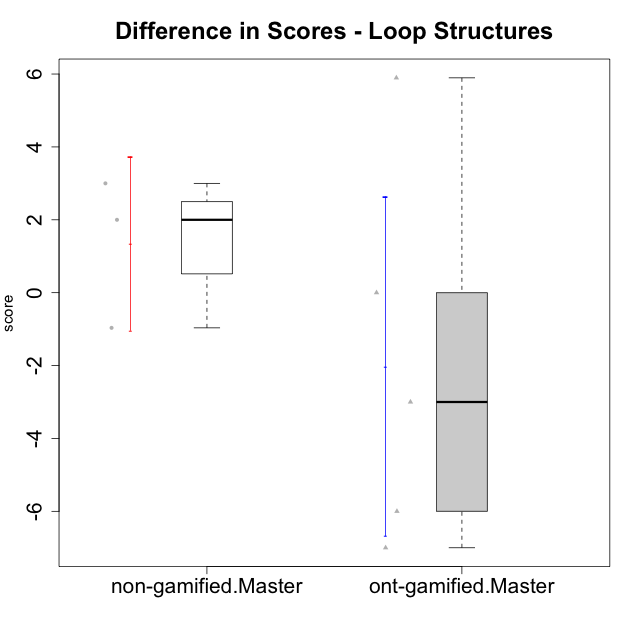 Difference in Scores - Loop Structures
6
4
2
0
-2
-4
-6
score
non-gamified.Master
ont-gamified.Master